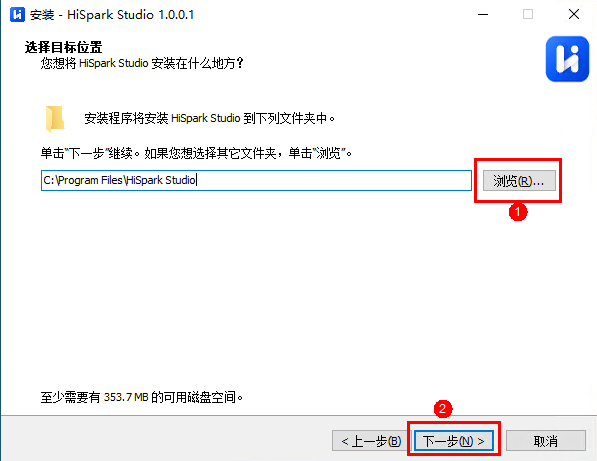 安装 - HiSpark Studio 1.0.0.1
选择目标位置
您想将 HiSpark Studio 安装在什么地方？
安装程序将安装 HiSpark Studio 到下列文件夹中。
单击“下一步”继续。如果您想选择其它文件夹，单击“浏览”。
C:\Program Files\HiSpark Studio
浏览(R)...
1
至少需要有 353.7 MB 的可用磁盘空间。
2
< 上一步(B)
下一步(N) >
取消